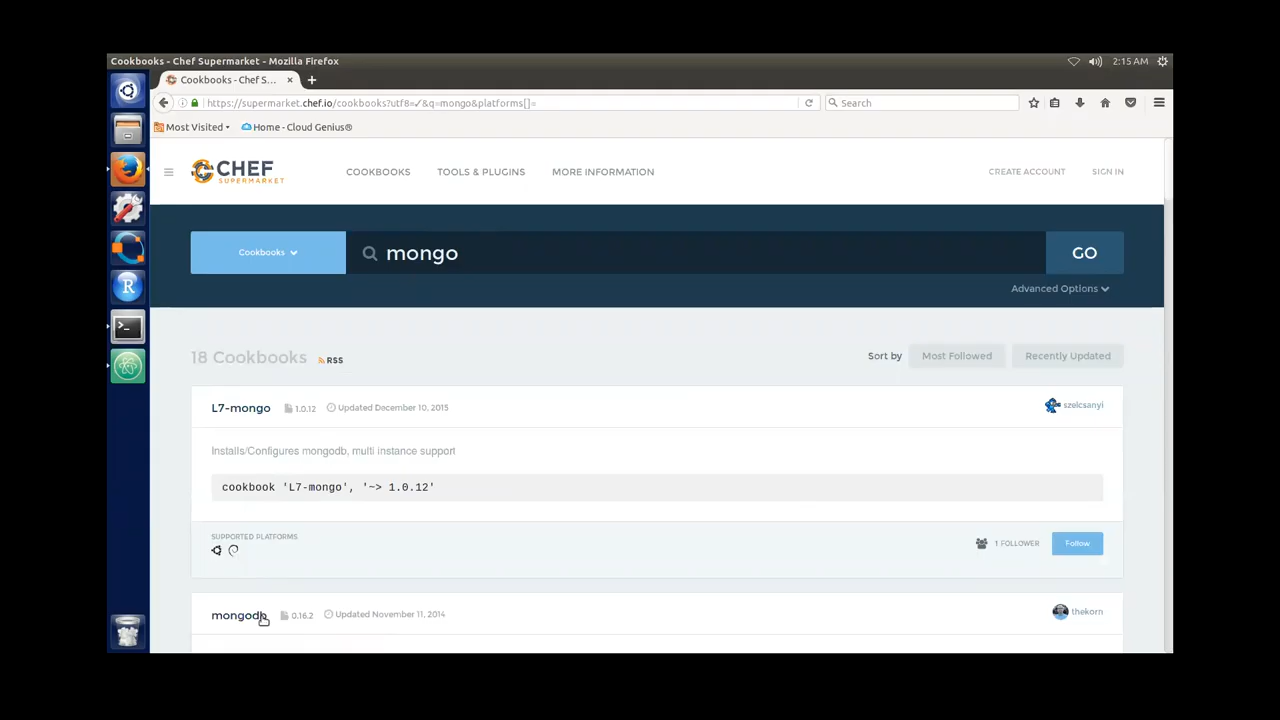 Cookbooks - Chef Supermarket - Mozilla Firefox
2:15 AM
Cookbooks - Chef S...
https://supermarket.chef.io/cookbooks?utf8=✓&q=mongo&platforms[]=
Search
Most Visited
Home - Cloud Genius®
CHEF
SUPERMARKET
COOKBOOKS
TOOLS & PLUGINS
MORE INFORMATION
CREATE ACCOUNT
SIGN IN
Cookbooks
mongo
GO
Advanced Options
18 Cookbooks
RSS
Sort by
Most Followed
Recently Updated
L7-mongo
1.0.12
Updated December 10, 2015
szelcsanyi
Installs/Configures mongodb, multi instance support
cookbook 'L7-mongo', '~> 1.0.12'
SUPPORTED PLATFORMS
1 FOLLOWER
Follow
mongodb
0.16.2
Updated November 11, 2014
thekorn